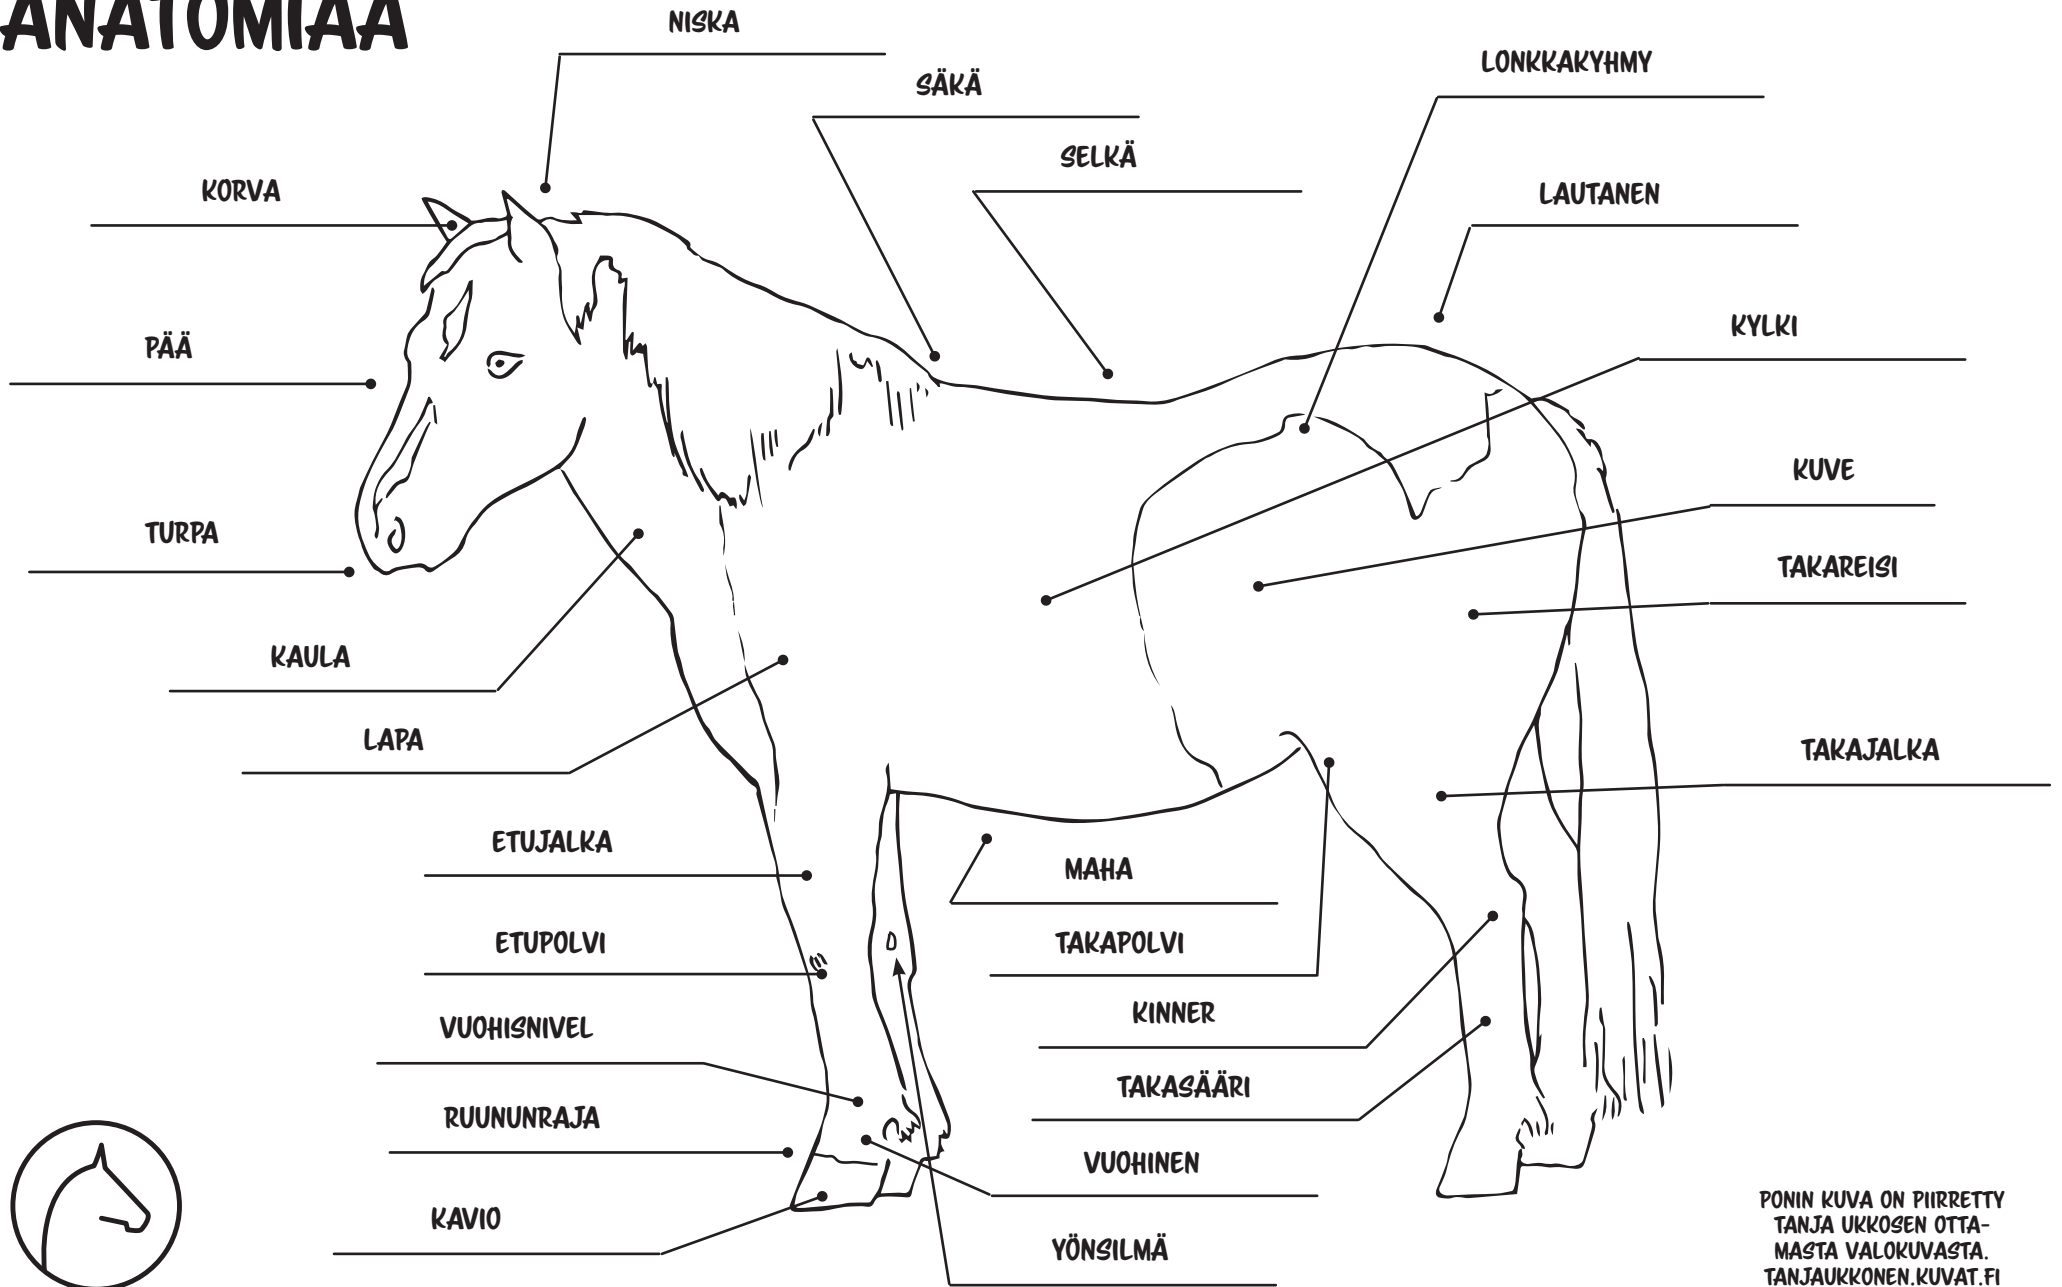 ANATOMIAA
NISKA
SÄKÄ
LONKKAKYHMY
SELKÄ
KORVA
LAUTANEN
KYLKI
PÄÄ
KUVE
TURPA
TAKAREISI
KAULA
LAPA
TAKAJALKA
ETUJALKA
MAHA
ETUPOLVI
TAKAPOLVI
KINNER
VUOHISNIVEL
TAKASÄÄRI
RUUNUNRAJA
VUOHINEN
KAVIO
YÖNSILMÄ
PONIN KUVA ON PIIRRETTY
TANJA UKKOSEN OTTA-
MASTA VALOKUVASTA.
TANJAUKKONEN.KUVAT.FI